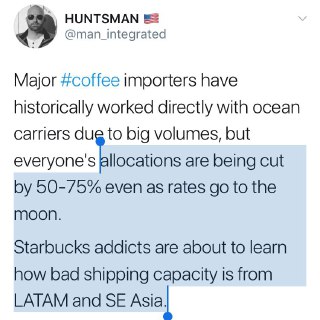 HUNTSMAN 🇺🇸
@man_integrated
Major #coffee importers have
historically worked directly with ocean
carriers due to big volumes, but
everyone's allocations are being cut
by 50-75% even as rates go to the
moon.
Starbucks addicts are about to learn
how bad shipping capacity is from
LATAM and SE Asia.